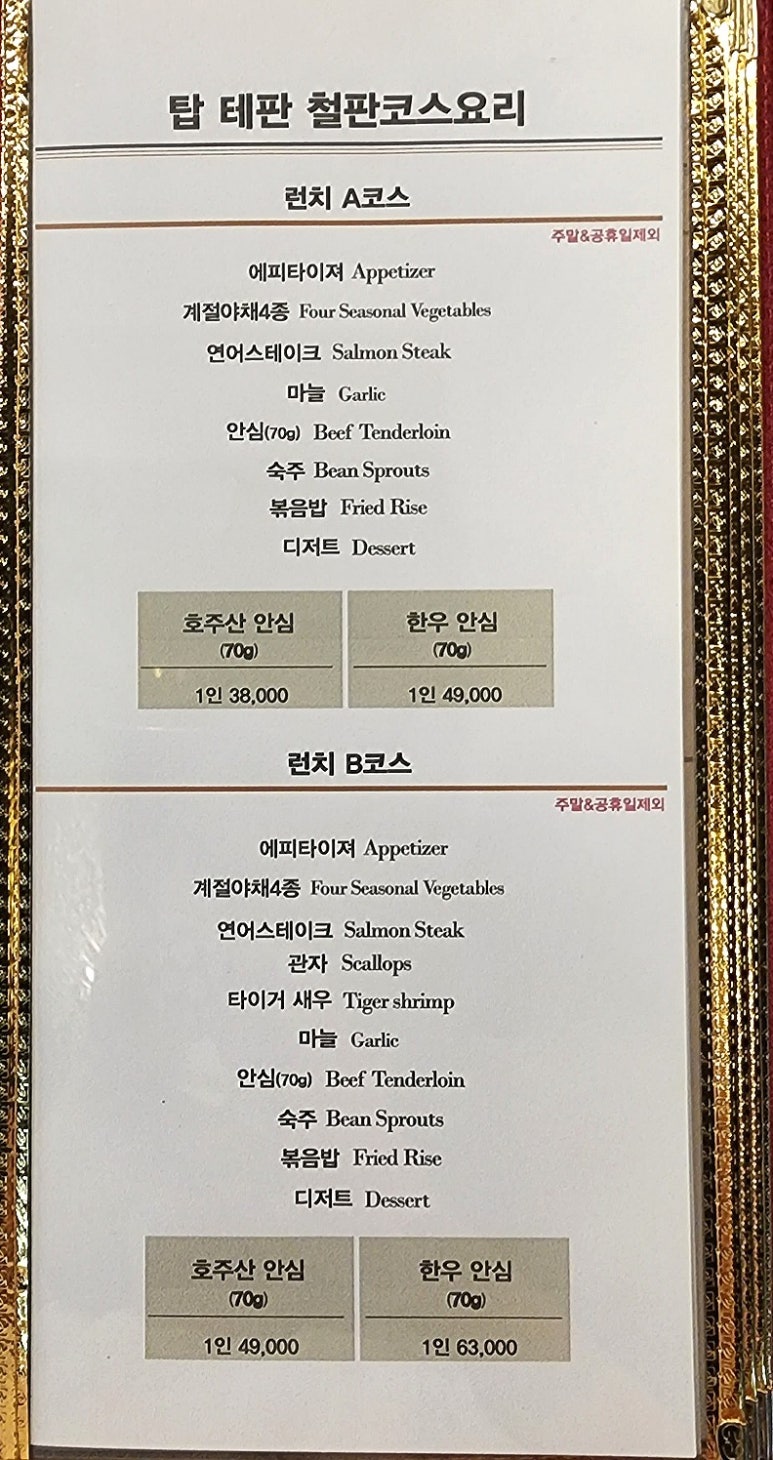 탑 테판 철판코스요리
런치 A코스
주말&공휴일제외
에피타이져 Appetizer
계절야채4종 Four Seasonal Vegetables
연어스테이크 Salmon Steak
마늘 Garlic
안심(70g) Beef Tenderloin
숙주 Bean Sprouts
볶음밥 Fried Rise
디저트 Dessert
호주산 안심 한우 안심
(70g) (70g)
1인 38,000 1인 49,000
런치 B코스
주말&공휴일제외
에피타이져 Appetizer
계절야채4종 Four Seasonal Vegetables
연어스테이크 Salmon Steak
관자 Scallops
타이거 새우 Tiger shrimp
마늘 Garlic
안심(70g) Beef Tenderloin
숙주 Bean Sprouts
볶음밥 Fried Rise
디저트 Dessert
호주산 안심 한우 안심
(70g) (70g)
1인 49,000 1인 63,000